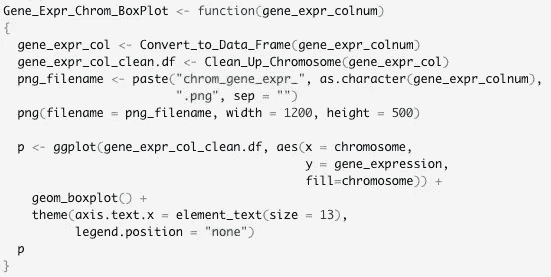 Gene_Expr_Chrom_BoxPlot <- function(gene_expr_colnum)
{
  gene_expr_col <- Convert_to_Data_Frame(gene_expr_colnum)
  gene_expr_col_clean.df <- Clean_Up_Chromosome(gene_expr_col)
  png_filename <- paste("chrom_gene_expr_", as.character(gene_expr_colnum),
                        ".png", sep = "")
  png(filename = png_filename, width = 1200, height = 500)

  p <- ggplot(gene_expr_col_clean.df, aes(x = chromosome,
                                          y = gene_expression,
                                          fill=chromosome)) +
    geom_boxplot() +
    theme(axis.text.x = element_text(size = 13),
          legend.position = "none")
  p
}